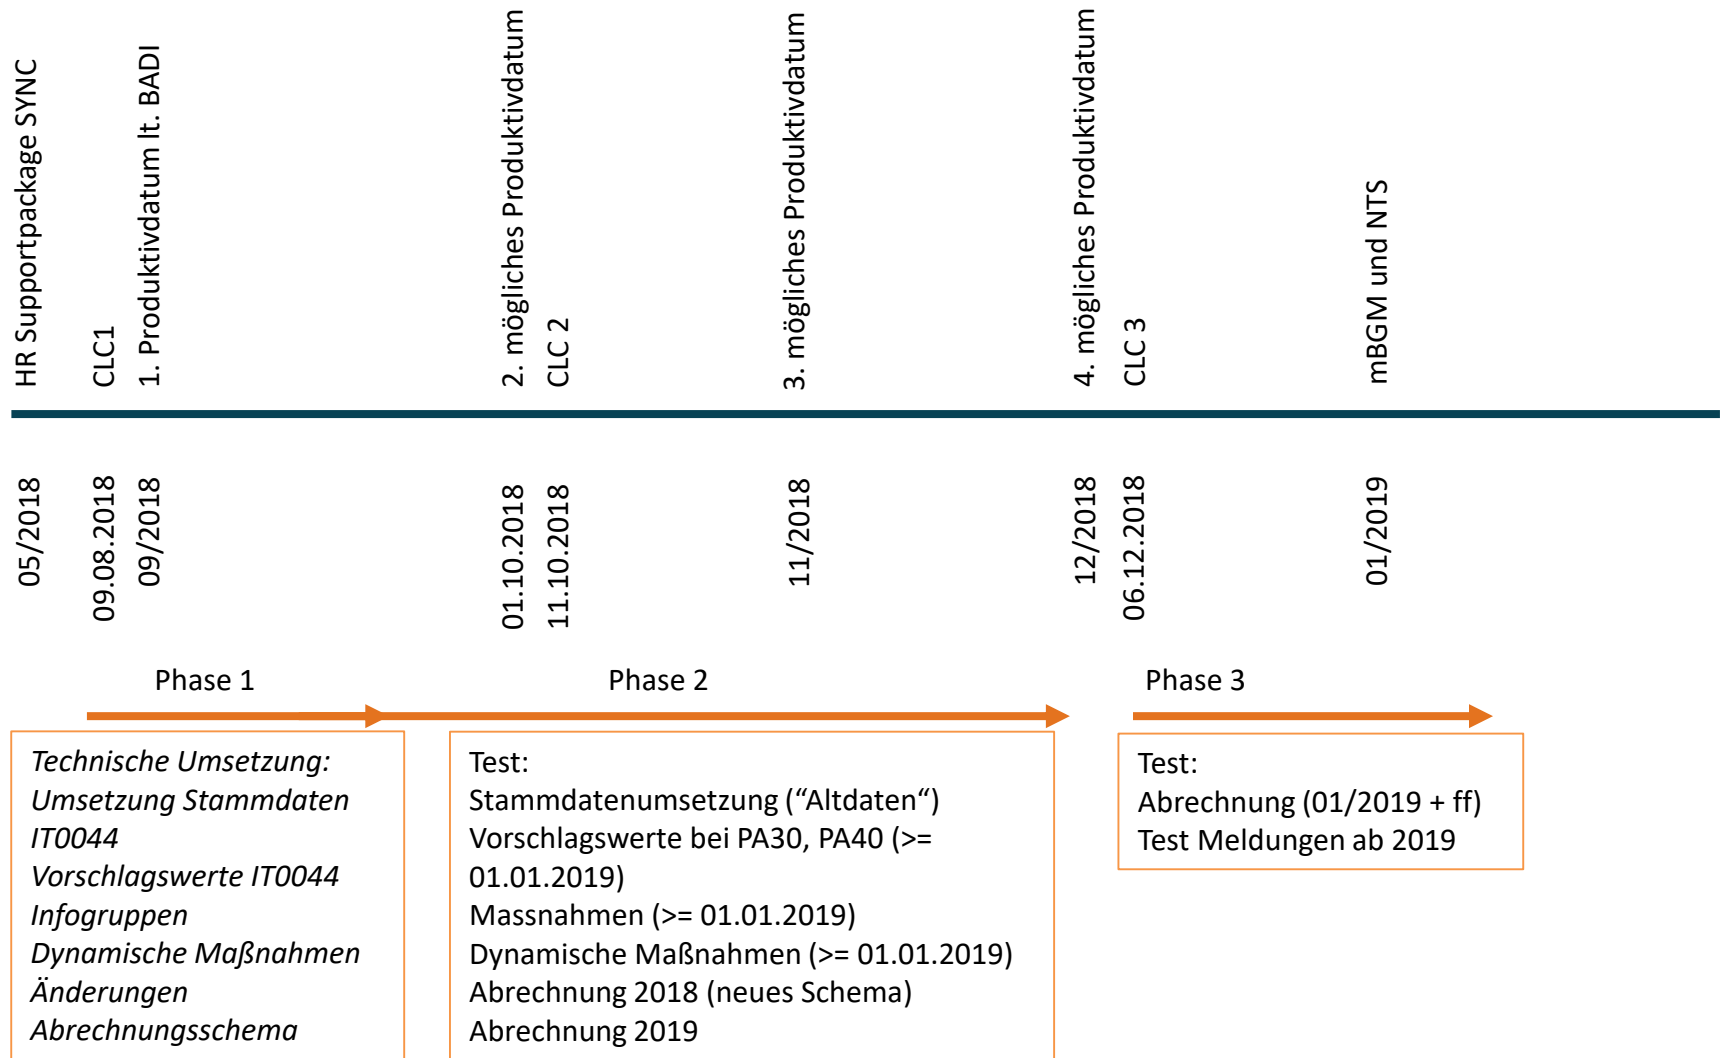 HR Supportpackage SYNC
CLC1
1. Produktivdatum lt. BADI
2. mögliches Produktivdatum
CLC 2
3. mögliches Produktivdatum
4. mögliches Produktivdatum
CLC 3
mBGM und NTS
05/2018
09.08.2018
09/2018
01.10.2018
11.10.2018
11/2018
12/2018
06.12.2018
01/2019
Phase 1
Phase 2
Phase 3
Technische Umsetzung:
Umsetzung Stammdaten
IT0044
Vorschlagswerte IT0044
Infogruppen
Dynamische Maßnahmen
Änderungen
Abrechnungsschema
Test:
Stammdatenumsetzung (“Altdaten“)
Vorschlagswerte bei PA30, PA40 (>=
01.01.2019)
Massnahmen (>= 01.01.2019)
Dynamische Maßnahmen (>= 01.01.2019)
Abrechnung 2018 (neues Schema)
Abrechnung 2019
Test:
Abrechnung (01/2019 + ff)
Test Meldungen ab 2019